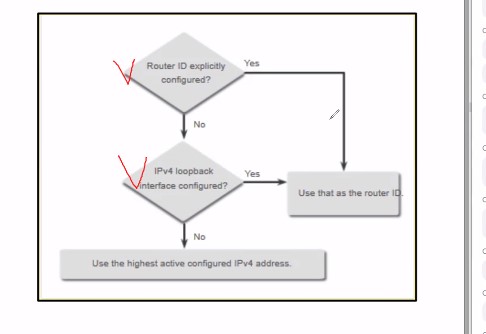 Router ID explicitly
configured?
Yes
No
IPv4 loopback
interface configured?
Yes
Use that as the router ID.
No
Use the highest active configured IPv4 address.